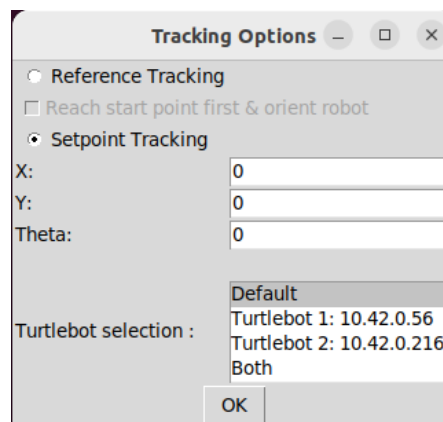 Tracking Options
Reference Tracking
Reach start point first & orient robot
Setpoint Tracking
X: 0
Y: 0
Theta: 0
Default
Turtlebot 1: 10.42.0.56
Turtlebot selection :
Turtlebot 2: 10.42.0.216
Both
OK